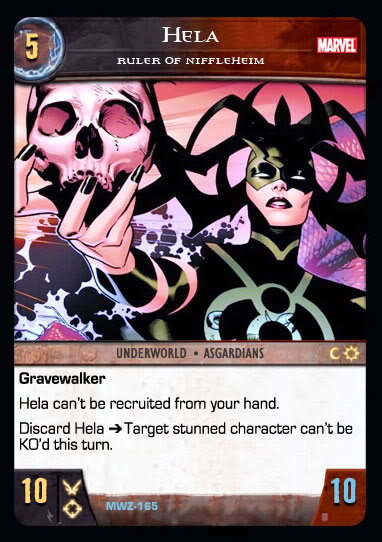 5
HELA
RULER OF NIFFLEHEIM
MARVEL
UNDERWORLD • ASGARDIANS
Gravewalker
Hela can't be recruited from your hand.
Discard Hela ➔ Target stunned character can't be
KO'd this turn.
10
MWZ-165
10